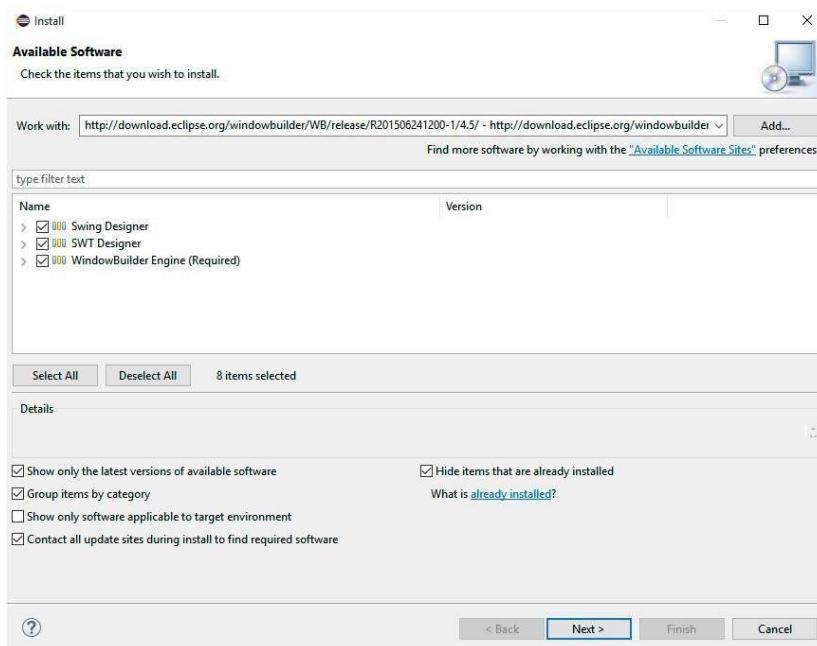 Install
Available Software
Check the items that you wish to install.
Work with: http://download.eclipse.org/windowbuilder/WB/release/R201506241200-1/4.5/ - http://download.eclipse.org/windowbuilder Add...
Find more software by working with the "Available Software Sites" preferences
type filter text
Name Version
Swing Designer
SWT Designer
WindowBuilder Engine (Required)
Select All Deselect All 8 items selected
Details
Show only the latest versions of available software Hide items that are already installed
Group items by category What is already installed?
Show only software applicable to target environment
Contact all update sites during install to find required software
? < Back Next > Finish Cancel